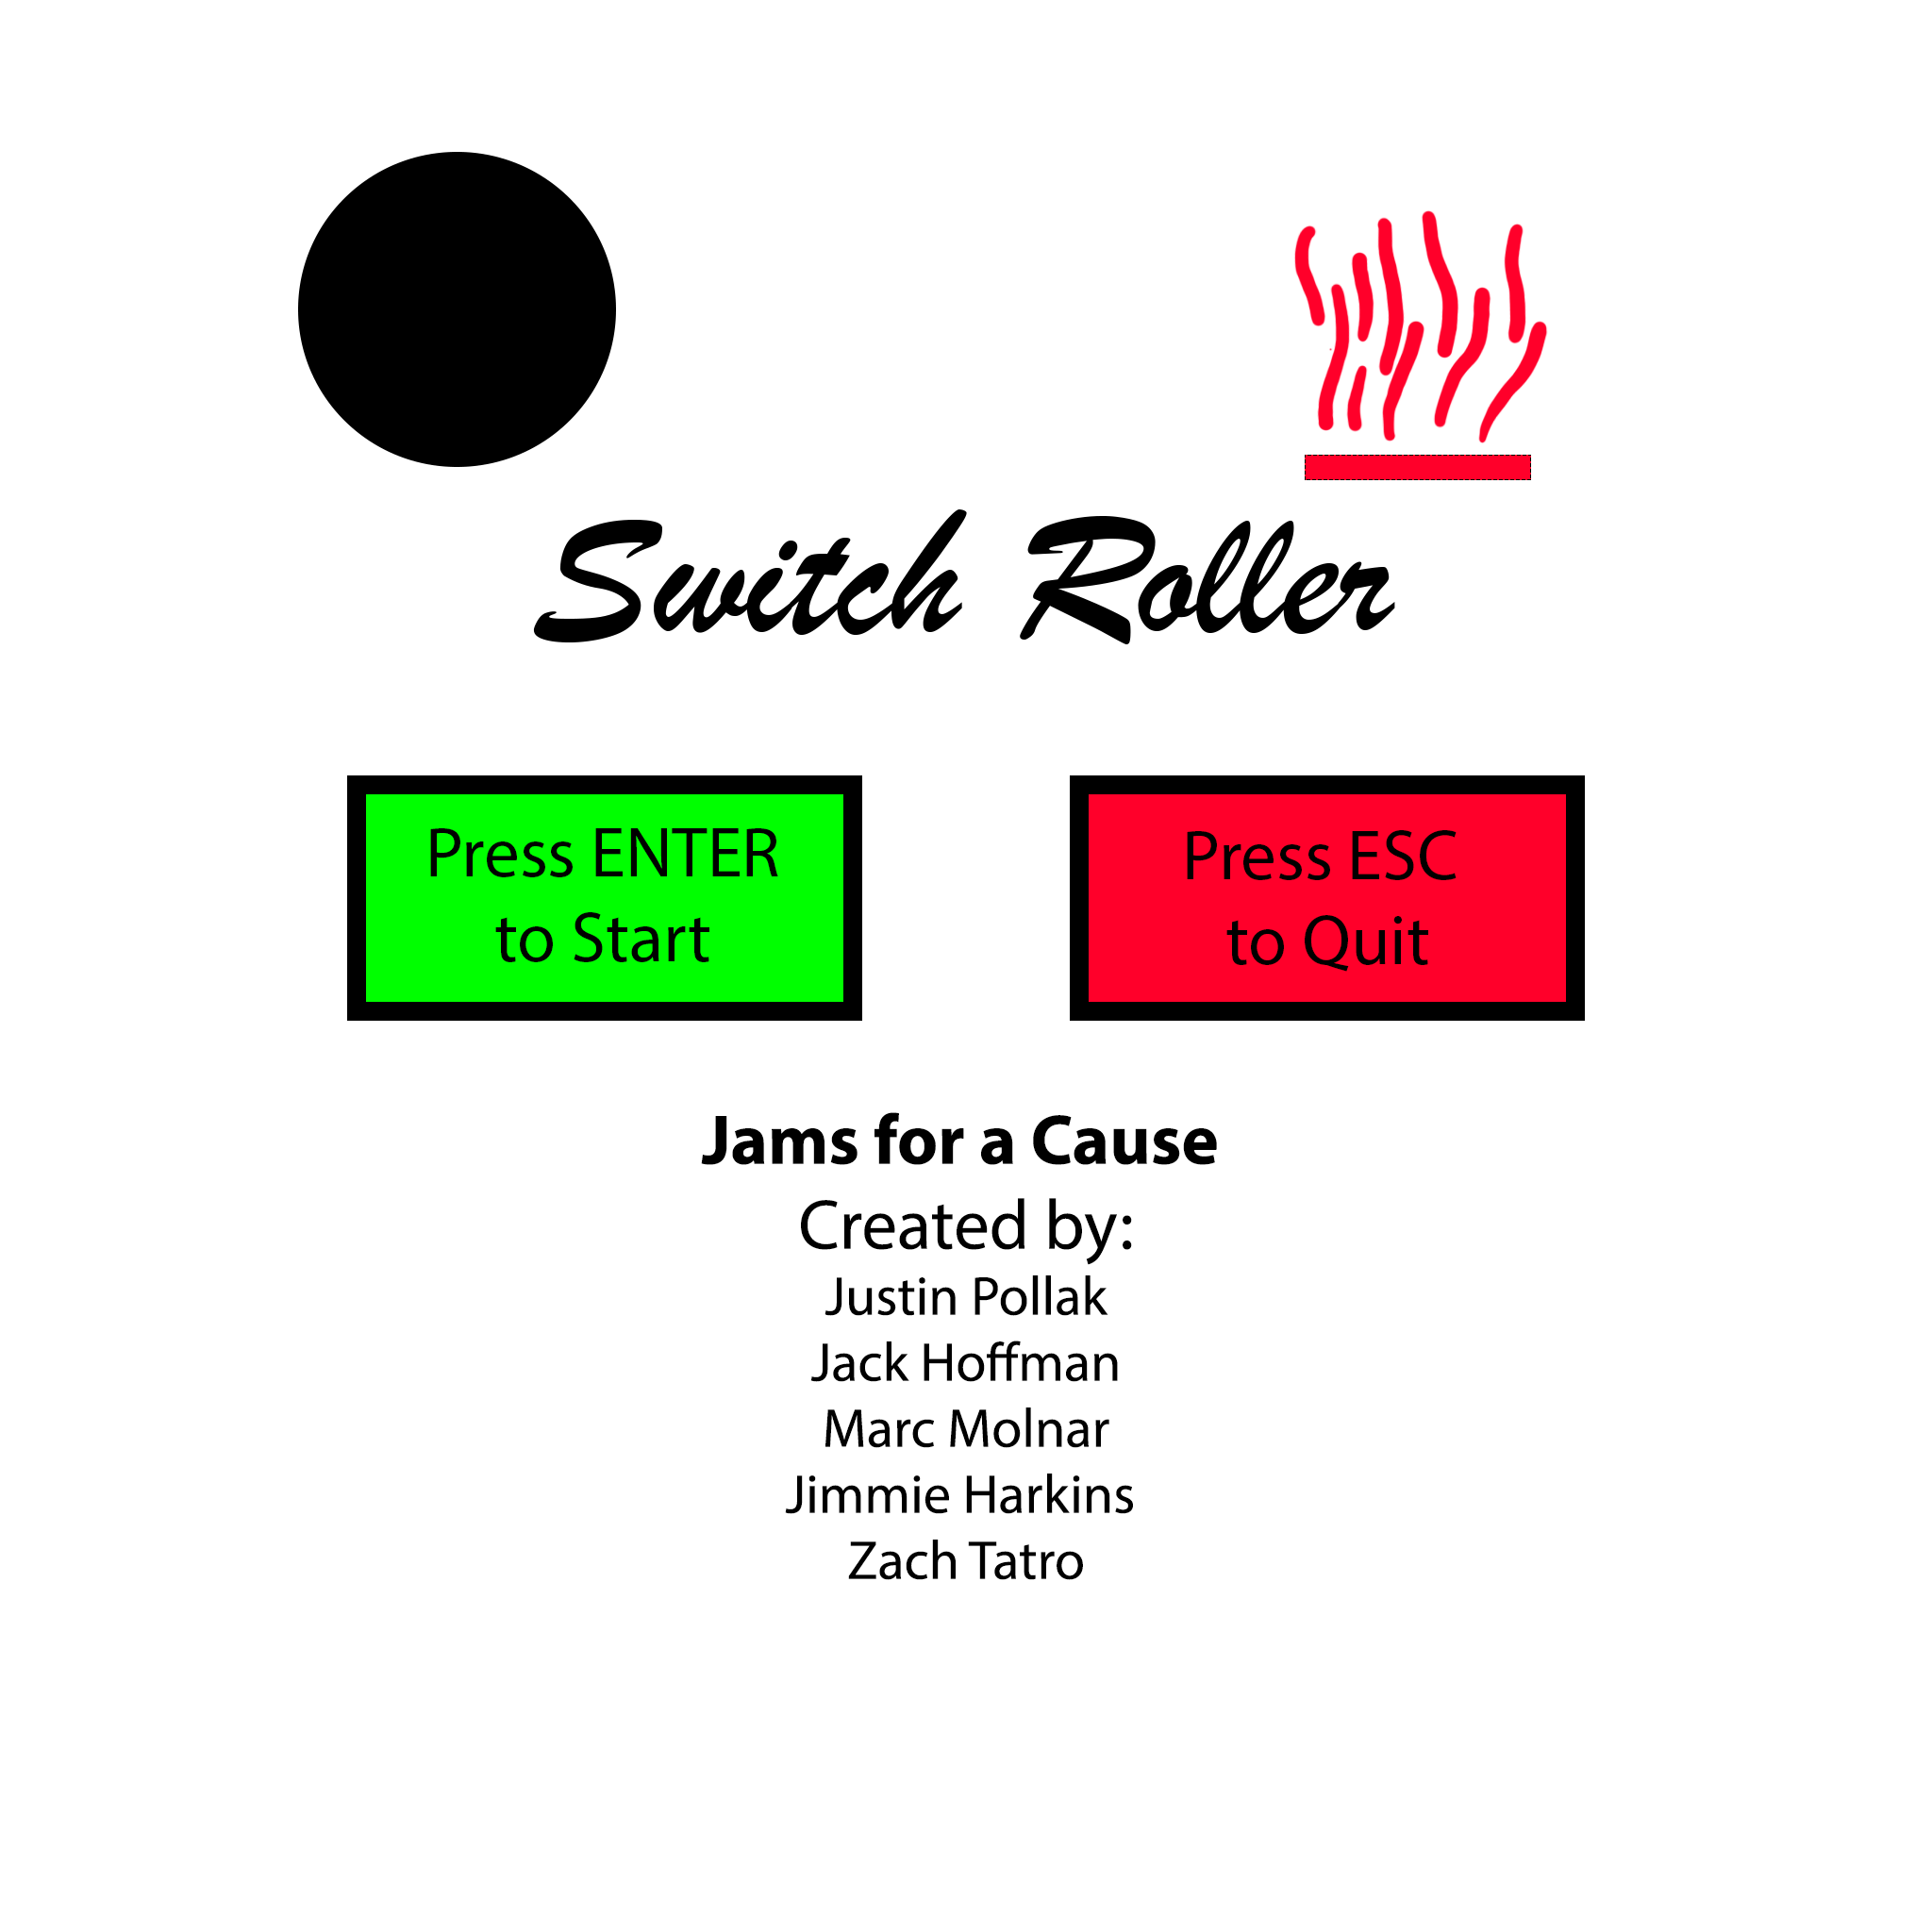 Switch Roller
Press ENTER
to Start
Press ESC
to Quit
Jams for a Cause
Created by:
Justin Pollak
Jack Hoffman
Marc Molnar
Jimmie Harkins
Zach Tatro